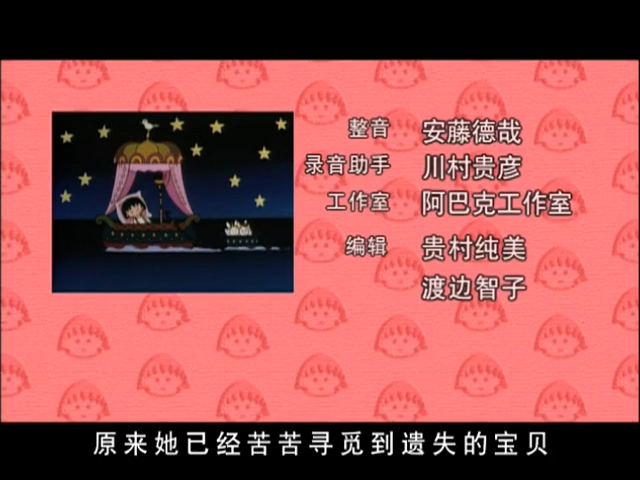 整音 安藤德哉
录音助手 川村贵彦
工作室 阿巴克工作室
编辑 贵村纯美
渡边智子
原来她已经苦苦寻觅到遗失的宝贝